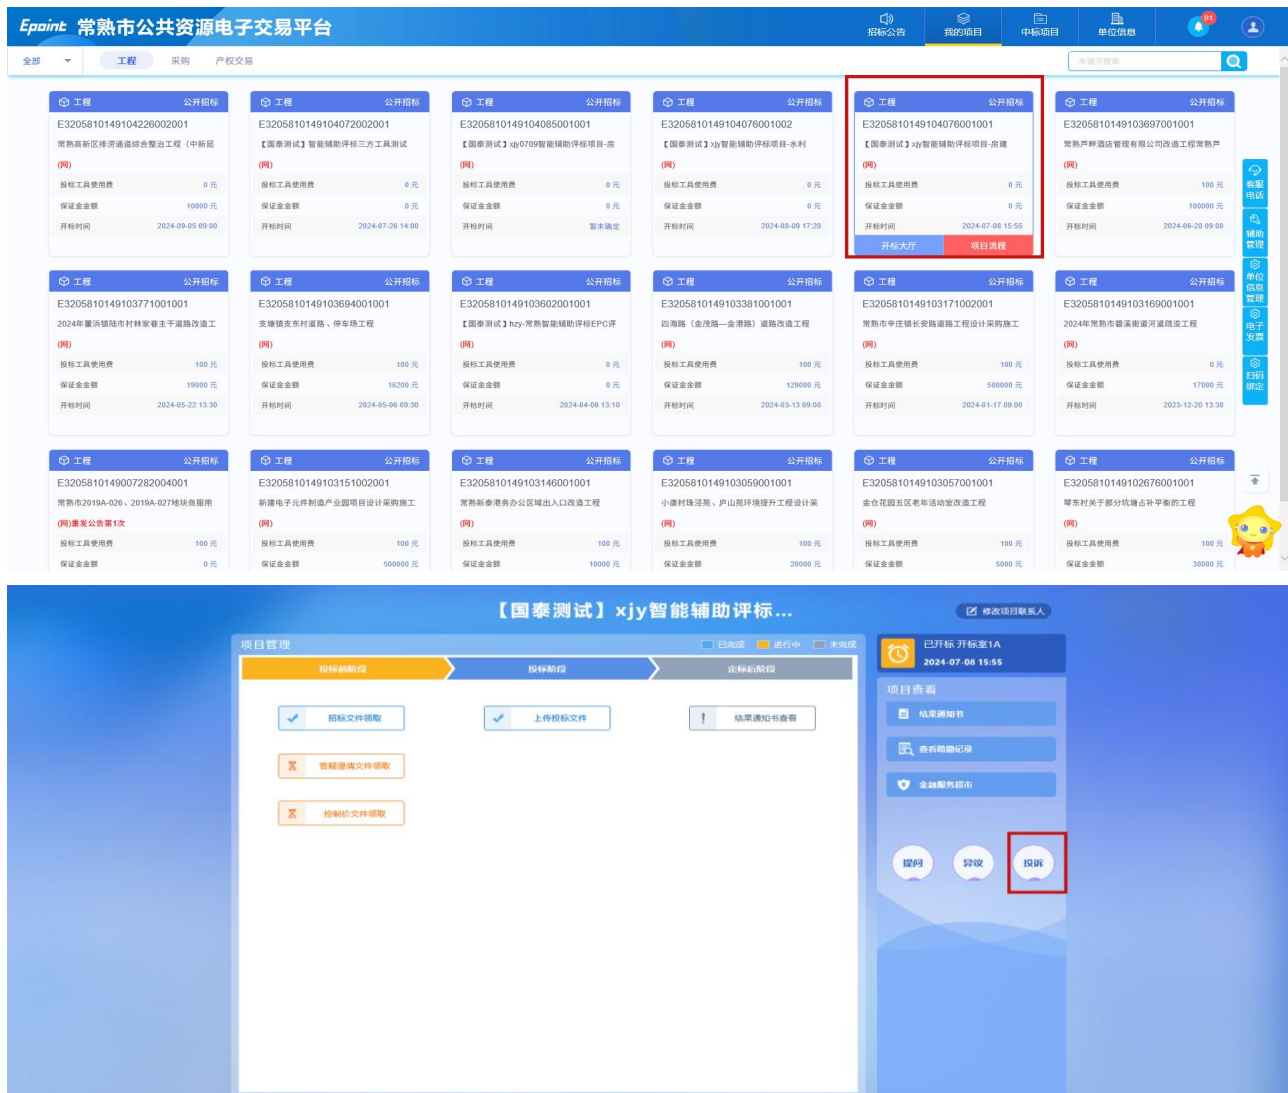 Epoint 常熟市公共资源电子交易平台
招标公告 我的项目 中标项目 单位信息 81
全部 工程 采购 产权交易 关键字搜索
工程 公开招标 工程 公开招标 工程 公开招标 工程 公开招标 工程 公开招标 工程 公开招标
E3205810149104226002001 E3205810149104072002001 E3205810149104085001001 E3205810149104076001002 E3205810149104076001001 E3205810149103697001001
常熟高新区排涝通道综合整治工程（中新昆 【国泰测试】智能辅助评标三方工具测试 【国泰测试】xjy0709智能辅助评标项目-房 【国泰测试】xjy智能辅助评标项目-水利 【国泰测试】xjy智能辅助评标项目-房建 常熟芦畔酒店管理有限公司改造工程常熟芦
(网) (网) (网) (网) (网) (网)
投标工具使用费 0 元 投标工具使用费 0 元 投标工具使用费 0 元 投标工具使用费 0 元 投标工具使用费 0 元 投标工具使用费 100 元
保证金金额 10000 元 保证金金额 0 元 保证金金额 0 元 保证金金额 0 元 保证金金额 0 元 保证金金额 100000 元
开标时间 2024-09-05 09:00 开标时间 2024-07-26 14:00 开标时间 暂未确定 开标时间 2024-08-09 17:20 开标时间 2024-07-08 15:55 开标时间 2024-06-28 09:00
开标大厅 项目流程
工程 公开招标 工程 公开招标 工程 公开招标 工程 公开招标 工程 公开招标 工程 公开招标
E3205810149103771001001 E3205810149103694001001 E3205810149103602001001 E3205810149103381001001 E3205810149103171002001 E3205810149103169001001
2024年董浜镇陆市村林家巷主干道路改造工 支塘镇支东村道路、停车场工程 【国泰测试】hzy-常熟智能辅助评标EPC评 四海路（金茂路—金港路）道路改造工程 常熟市辛庄镇长安路道路工程设计采购施工 2024年常熟市碧溪街道河道疏浚工程
(网) (网) (网) (网) (网) (网)
投标工具使用费 100 元 投标工具使用费 100 元 投标工具使用费 0 元 投标工具使用费 100 元 投标工具使用费 100 元 投标工具使用费 0 元
保证金金额 19000 元 保证金金额 16200 元 保证金金额 0 元 保证金金额 129000 元 保证金金额 500000 元 保证金金额 17000 元
开标时间 2024-05-22 13:30 开标时间 2024-05-06 09:30 开标时间 2024-04-06 13:10 开标时间 2024-03-13 09:00 开标时间 2024-01-17 09:00 开标时间 2023-12-20 13:30
工程 公开招标 工程 公开招标 工程 公开招标 工程 公开招标 工程 公开招标 工程 公开招标
E3205810149007282004001 E3205810149103151002001 E3205810149103146001001 E3205810149103059001001 E3205810149103057001001 E3205810149102676001001
常熟市2019A-026、2019A-027地块商服用 新建电子元件制造产业园项目设计采购施工 常熟新泰港务办公区域出入口改造工程 小康村珠泾苑、庐山苑环境提升工程设计采 金仓花园五区老年活动室改造工程 琴东村关于部分坑塘占补平衡的工程
(网)重发公告第1次 (网) (网) (网) (网) (网)
投标工具使用费 100 元 投标工具使用费 100 元 投标工具使用费 100 元 投标工具使用费 100 元 投标工具使用费 100 元 投标工具使用费 100 元
保证金金额 0 元 保证金金额 500000 元 保证金金额 10000 元 保证金金额 20000 元 保证金金额 5000 元 保证金金额 38000 元
客服
电话
辅助
管理
单位
信息
管理
电子
发票
扫码
绑定
【国泰测试】xjy智能辅助评标...
修改项目联系人
项目管理 已完成 进行中 未完成
投标前阶段 投标阶段 定标后阶段
招标文件领取 上传投标文件 结果通知书查看
答疑澄清文件领取
控制价文件领取
已开标 开标室1A
2024-07-08 15:55
项目查看
结果通知书
查看踏勘记录
金融服务超市
提问 异议 投诉